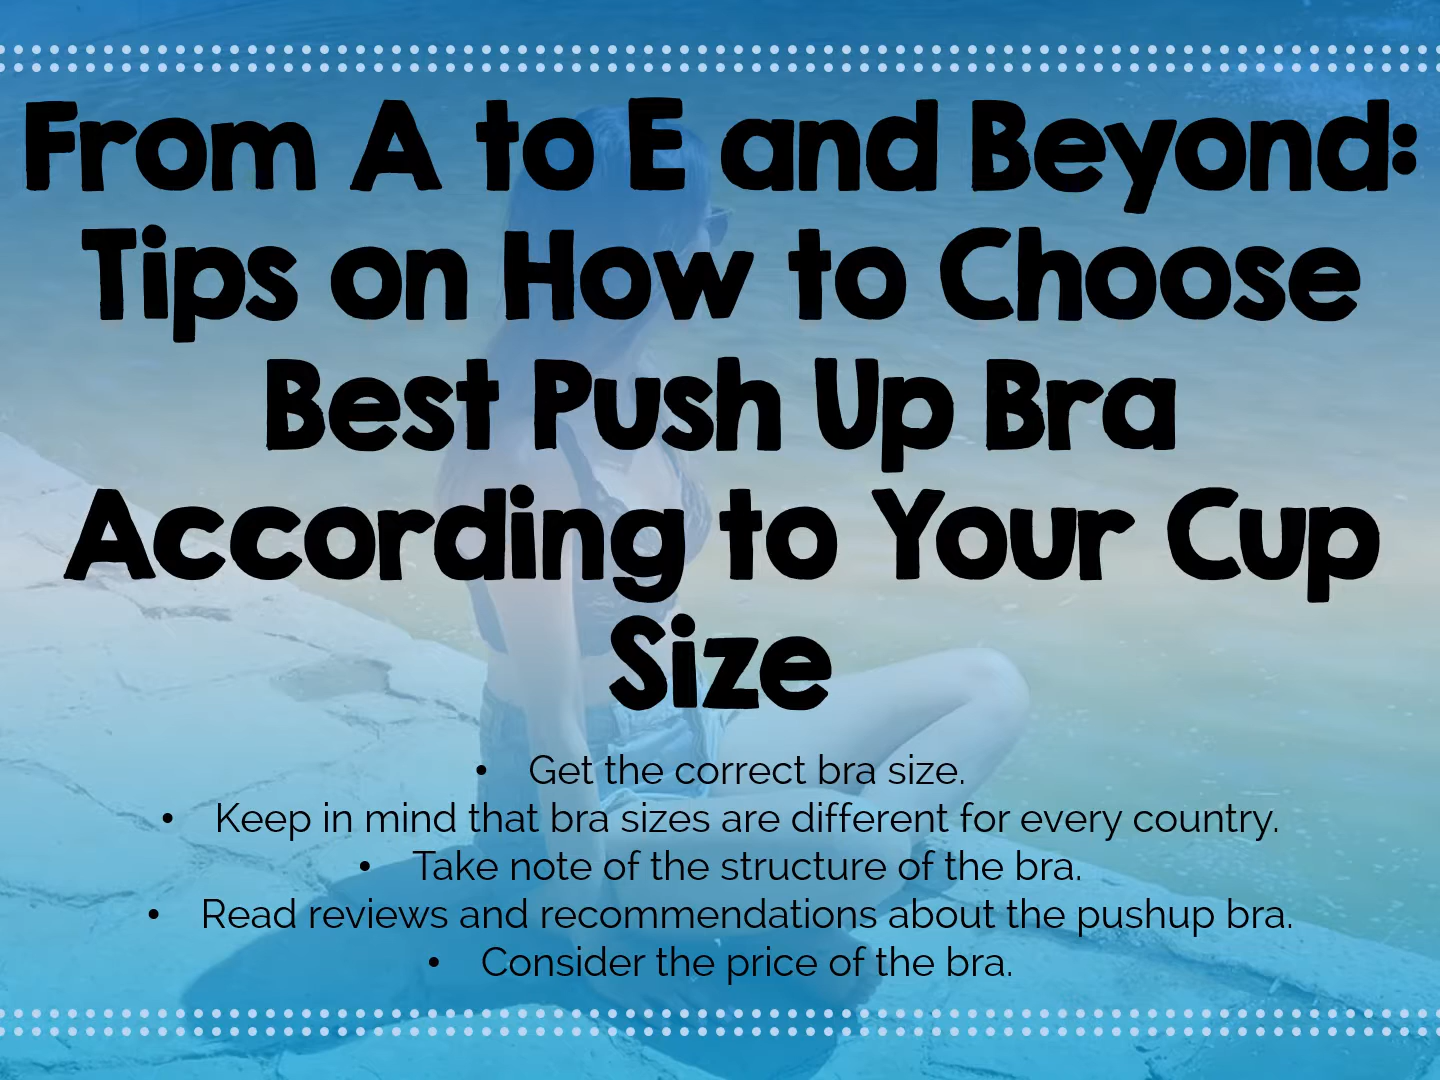 From A to E and Beyond:
Tips on How to Choose
Best Push Up Bra
According to Your Cup
Size
• Get the correct bra size.
• Keep in mind that bra sizes are different for every country.
• Take note of the structure of the bra.
• Read reviews and recommendations about the pushup bra.
• Consider the price of the bra.